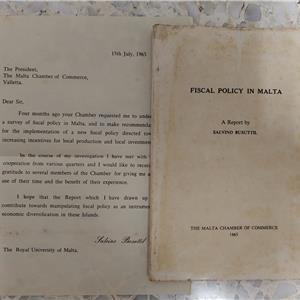 15th July, 1965
The President,
The Malta Chamber of Commerce,
Valletta.
Dear Sir,
Four months ago your Chamber requested me to under
a survey of fiscal policy in Malta, and to make recommendat
for the implementation of a new fiscal policy directed tow
increasing incentives for local production and local investmen
In the course of my investigation I have met with
cooperation from various quarters and I would like to record
gratitude to several members of the Chamber for giving me a
use of their time and the benefit of their experience.
I hope that the Report which I have drawn up
contribute towards manipulating fiscal policy as an instrumen
economic diversification in these Islands.
Salvino Busuttil
The Royal University of Malta.
FISCAL POLICY IN MALTA
A Report by
SALVINO BUSUTTIL
THE MALTA CHAMBER OF COMMERCE
1965